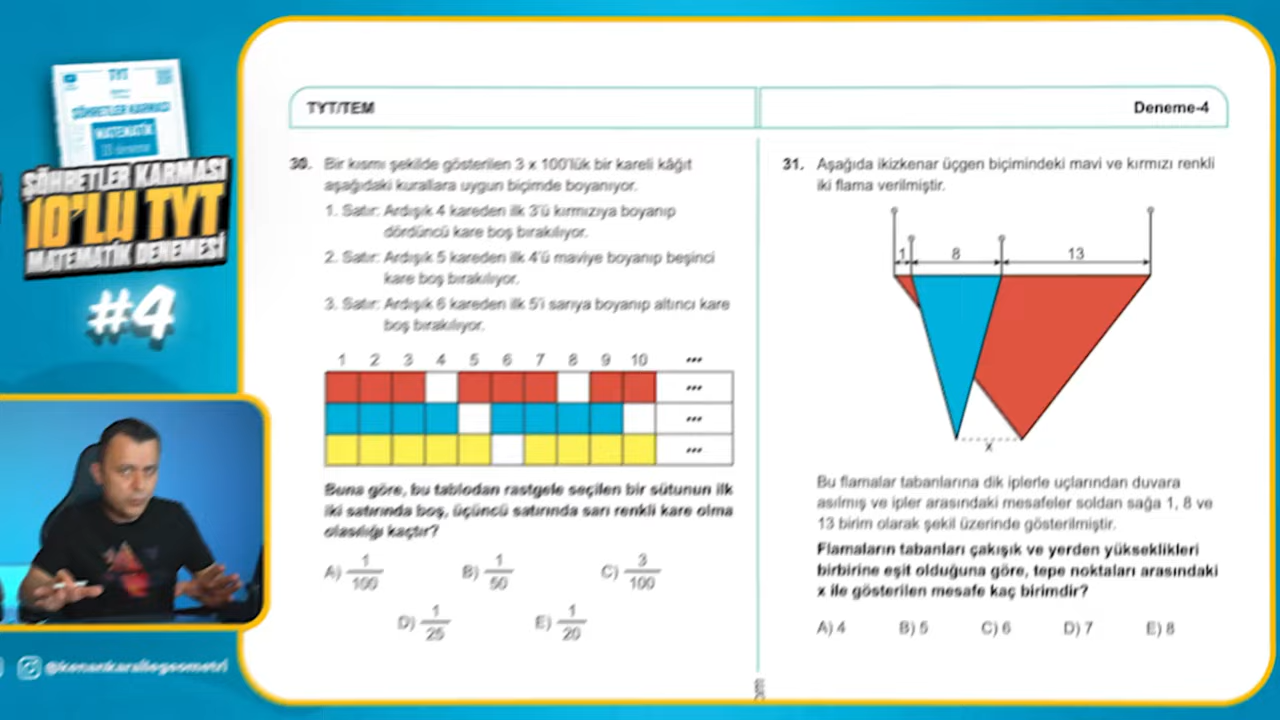 TYT
ŞÖHRETLER KARMASI
MATEMATİK
ŞÖHRETLER KARMASI
10'LU TYT
MATEMATİK DENEMESİ
#4
@kenankaraliegeometri
TYT/TEM
Deneme-4
30. Bir kısmı şekilde gösterilen 3 x 100'lük bir kareli kâğıt
aşağıdaki kurallara uygun biçimde boyanıyor.
1. Satır: Ardışık 4 kareden ilk 3'ü kırmızıya boyanıp
dördüncü kare boş bırakılıyor.
2. Satır: Ardışık 5 kareden ilk 4'ü maviye boyanıp beşinci
kare boş bırakılıyor.
3. Satır: Ardışık 6 kareden ilk 5'i sarıya boyanıp altıncı kare
boş bırakılıyor.
1 2 3 4 5 6 7 8 9 10 ...
...
...
...
Buna göre, bu tablodan rastgele seçilen bir sütunun ilk
iki satırında boş, üçüncü satırında sarı renkli kare olma
olasılığı kaçtır?
A) 1/100 B) 1/50 C) 3/100
D) 1/25 E) 1/20
31. Aşağıda ikizkenar üçgen biçimindeki mavi ve kırmızı renkli
iki flama verilmiştir.
1 8 13
x
Bu flamalar tabanlarına dik iplerle uçlarından duvara
asılmış ve ipler arasındaki mesafeler soldan sağa 1, 8 ve
13 birim olarak şekil üzerinde gösterilmiştir.
Flamaların tabanları çakışık ve yerden yükseklikleri
birbirine eşit olduğuna göre, tepe noktaları arasındaki
x ile gösterilen mesafe kaç birimdir?
A) 4 B) 5 C) 6 D) 7 E) 8